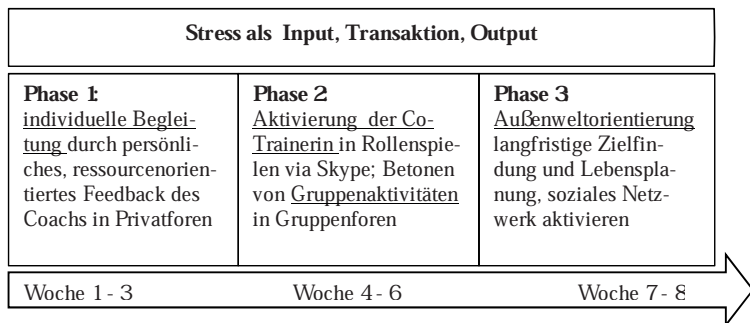 Stress als Input, Transaktion, Output
Phase 1:
individuelle Beglei-
tung durch persönli-
ches, ressourcenorien-
tiertes Feedback des
Coachs in Privatforen
Phase 2
Aktivierung der Co-
Trainerin in Rollenspie-
len via Skype; Betonen
von Gruppenaktivitäten
in Gruppenforen
Phase 3
Außenweltorientierung
langfristige Zielfin-
dung und Lebenspla-
nung, soziales Netz-
werk aktivieren
Woche 1 - 3
Woche 4 - 6
Woche 7 - 8